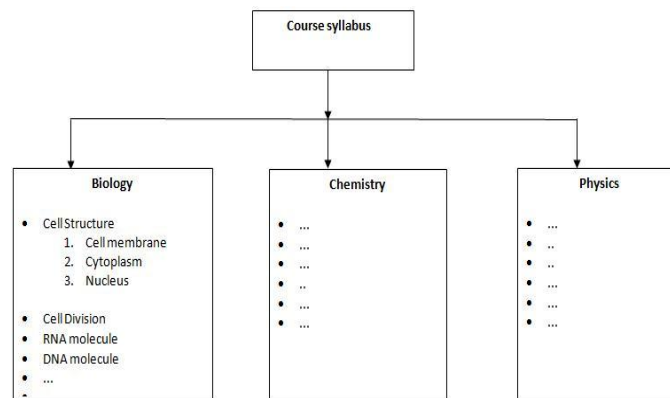 Course syllabus
Biology
• Cell Structure
1. Cell membrane
2. Cytoplasm
3. Nucleus
• Cell Division
• RNA molecule
• DNA molecule
• ...
Chemistry
• ...
• ...
• ...
• ..
• ...
• ...
Physics
• ...
• ..
• ..
• ...
• ...
• ...